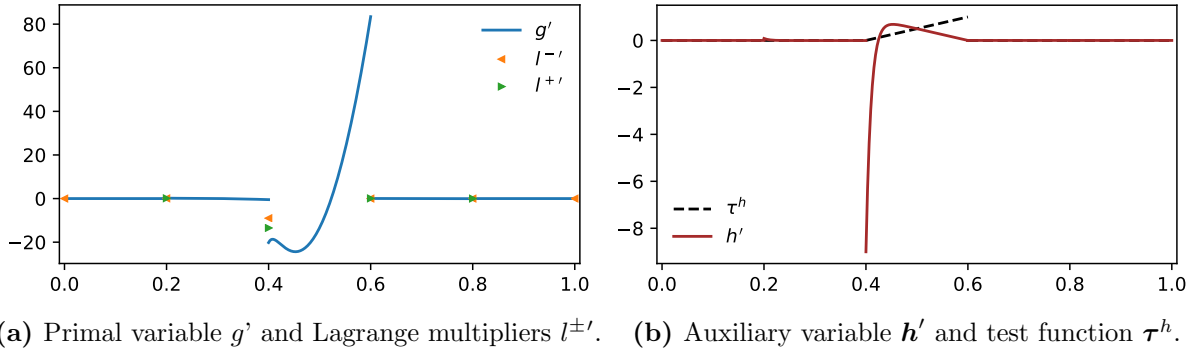 80
60
40
20
0
−20
0.0 0.2 0.4 0.6 0.8 1.0
g′
l⁻′
l⁺′
0
−2
−4
−6
−8
0.0 0.2 0.4 0.6 0.8 1.0
τʰ
h′
(a) Primal variable g’ and Lagrange multipliers l±′.
(b) Auxiliary variable h′ and test function τʰ.